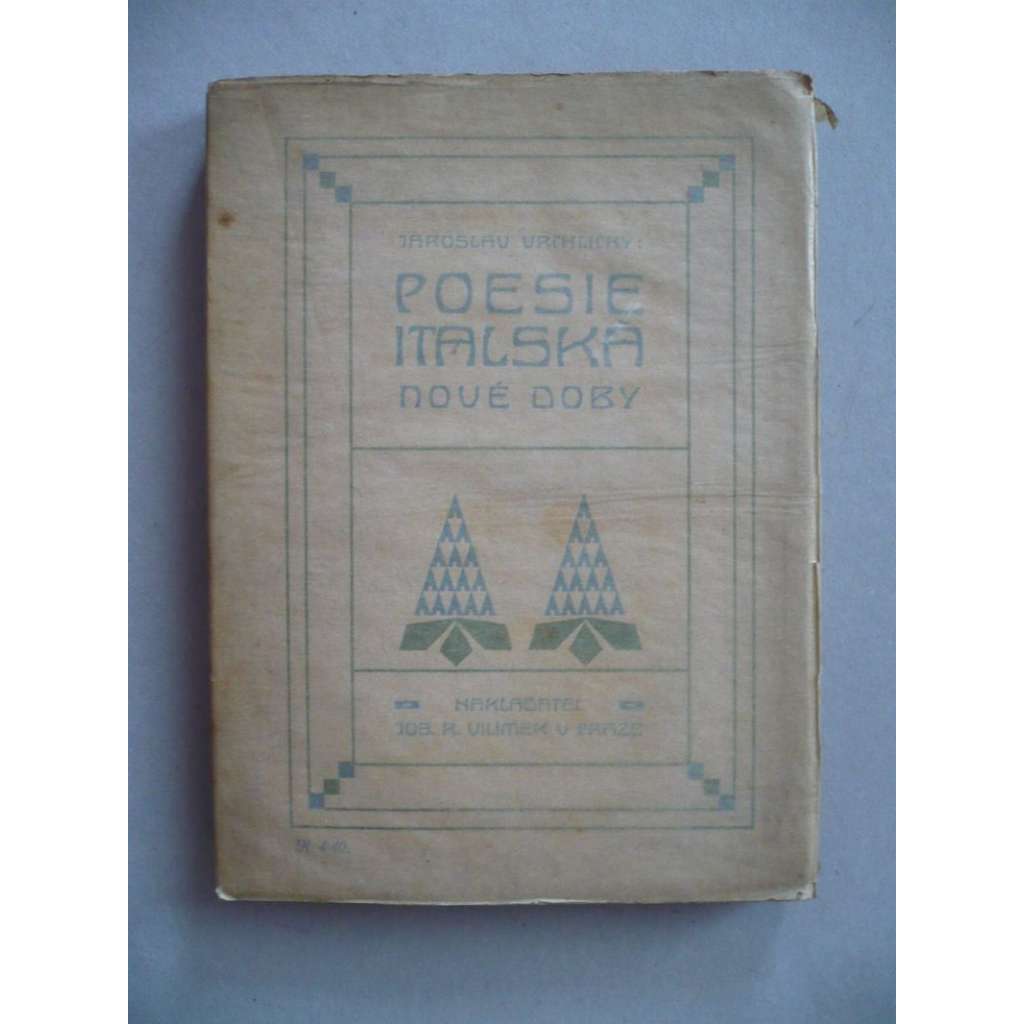 JAROSLAV VRCHLICKÝ:
POESIE
ITALSKÁ
NOVÉ DOBY
NAKLADATEL
JOS. R. VILÍMEK V PRAZE